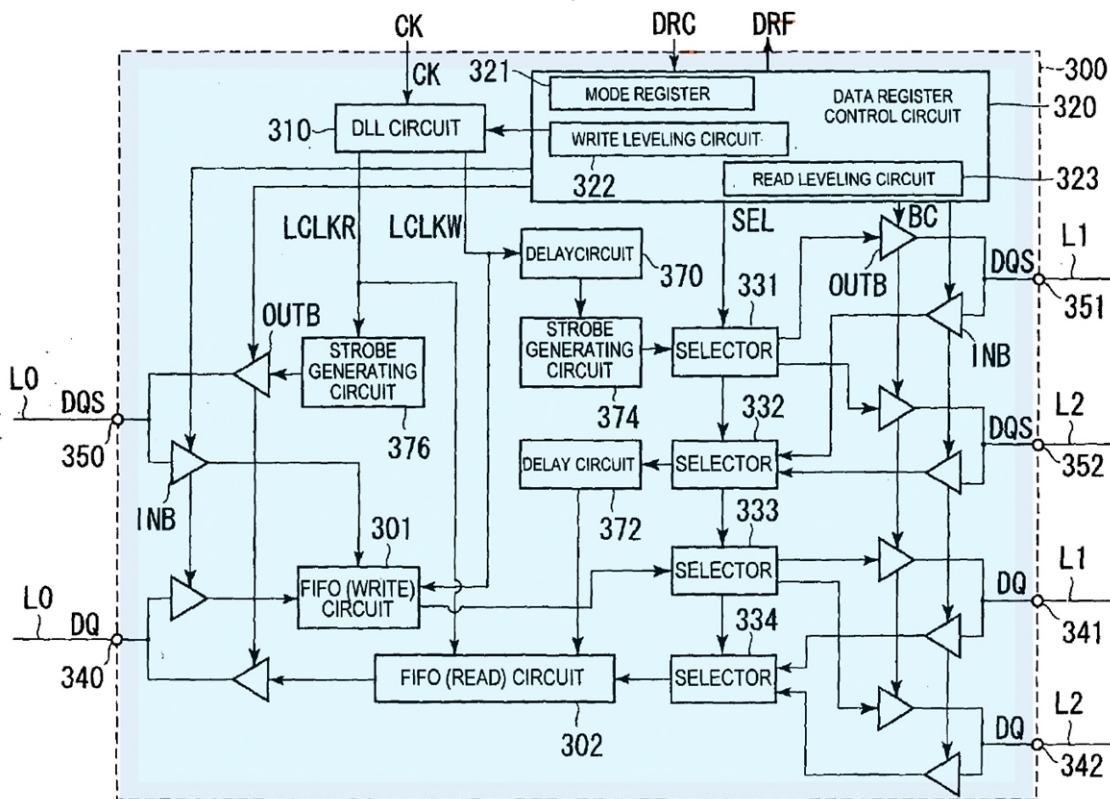 CK
DRC
DRF
300
CK
321
MODE REGISTER
DATA REGISTER
CONTROL CIRCUIT
320
310
DLL CIRCUIT
WRITE LEVELING CIRCUIT
322
READ LEVELING CIRCUIT
323
LCLKR
LCLKW
SEL
BC
L1
DELAYCIRCUIT
370
331
OUTB
DQS
351
OUTB
STROBE
GENERATING
CIRCUIT
376
STROBE
GENERATING
CIRCUIT
374
SELECTOR
INB
L0
DQS
350
332
L2
DQS
352
INB
DELAY CIRCUIT
372
SELECTOR
301
333
FIFO (WRITE)
CIRCUIT
SELECTOR
L1
DQ
341
L0
DQ
340
334
FIFO (READ) CIRCUIT
302
SELECTOR
L2
DQ
342